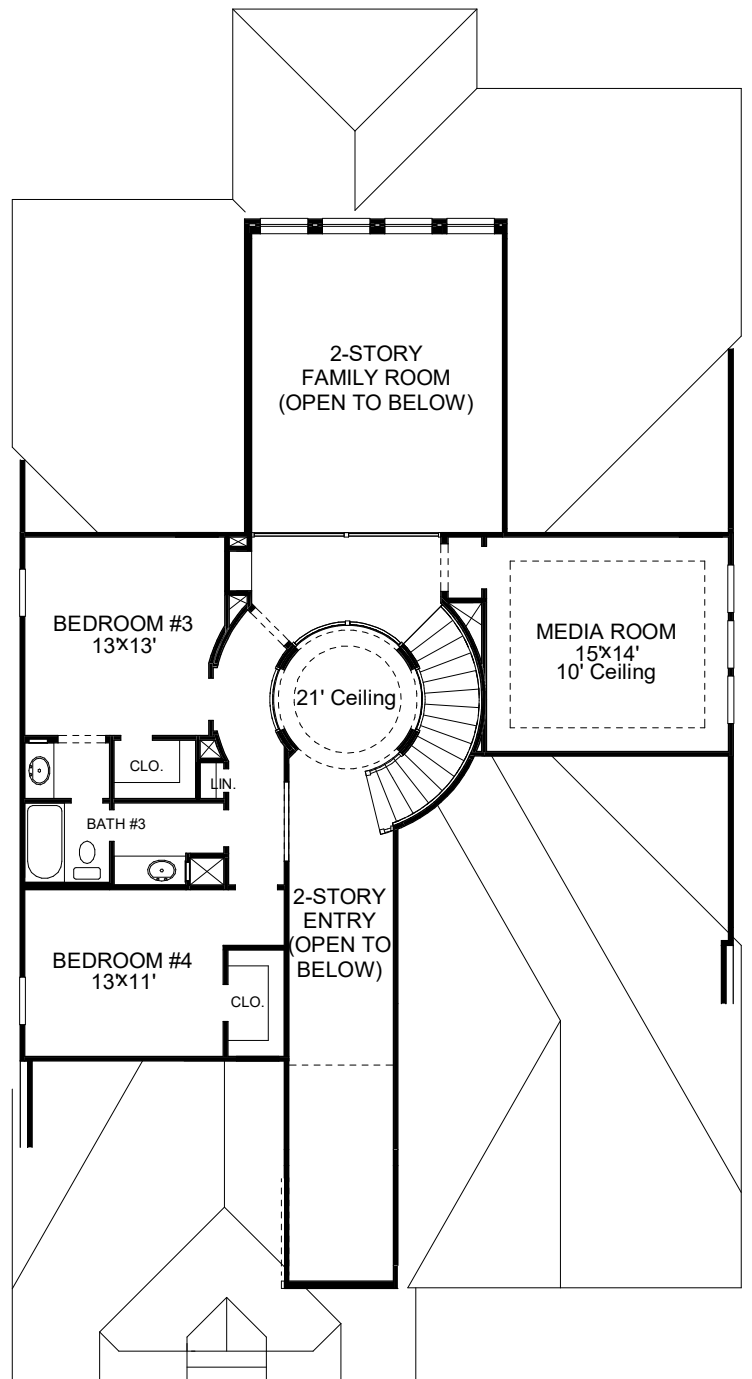 2-STORY
FAMILY ROOM
(OPEN TO BELOW)
BEDROOM #3
13'X13'
MEDIA ROOM
15'X14'
10' Ceiling
21' Ceiling
CLO.
LIN.
BATH #3
2-STORY
ENTRY
(OPEN TO
BELOW)
BEDROOM #4
13'X11'
CLO.